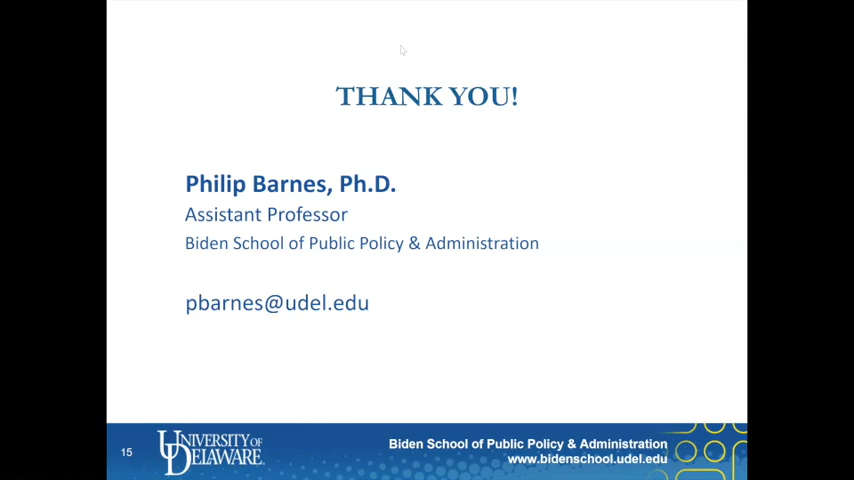 THANK YOU!
Philip Barnes, Ph.D.
Assistant Professor
Biden School of Public Policy & Administration
pbarnes@udel.edu
15
UNIVERSITY OF
DELAWARE.
Biden School of Public Policy & Administration
www.bidenschool.udel.edu